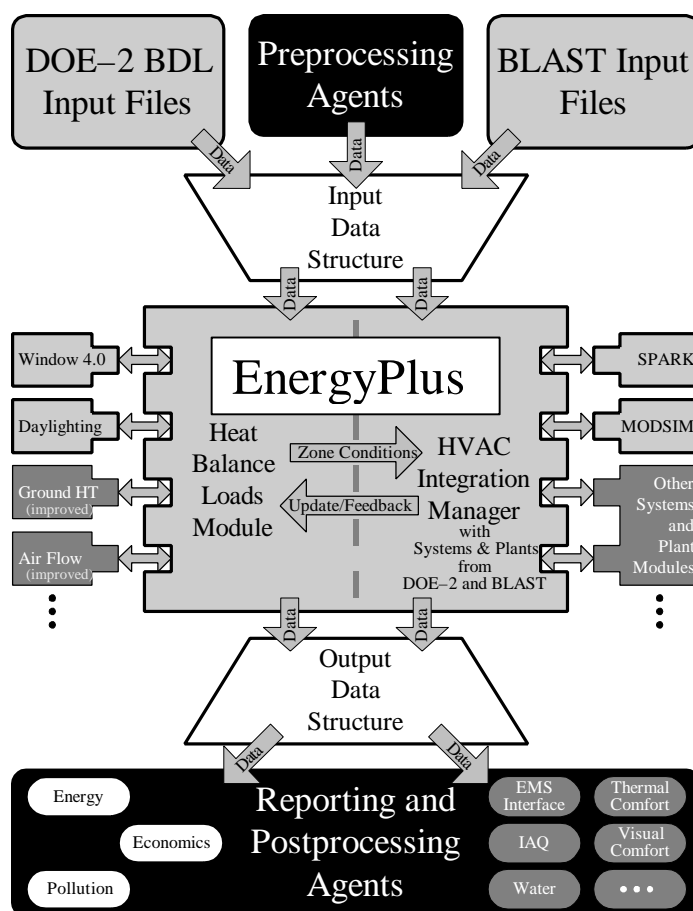 DOE–2 BDL
Input Files
Preprocessing
Agents
BLAST Input
Files
Data
Data
Data
Input
Data
Structure
Data
Data
EnergyPlus
Window 4.0
Daylighting
Ground HT
(improved)
Air Flow
(improved)
Heat
Balance
Loads
Module
Zone Conditions
Update/Feedback
HVAC
Integration
Manager
with
Systems & Plants
from
DOE–2 and BLAST
SPARK
MODSIM
Other
Systems
and
Plant
Modules
Data
Data
Output
Data
Structure
Data
Data
Reporting and
Postprocessing
Agents
Energy
Economics
Pollution
EMS
Interface
Thermal
Comfort
IAQ
Visual
Comfort
Water